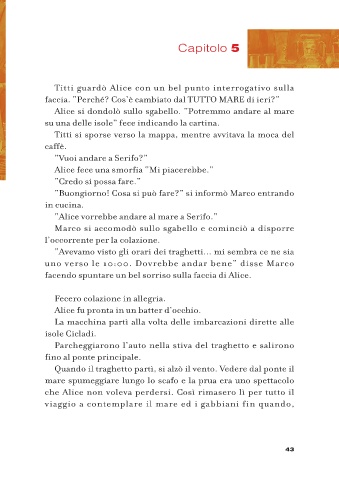 Capitolo 5
Titti guardò Alice con un bel punto interrogativo sulla
faccia. "Perché? Cos'è cambiato dal TUTTO MARE di ieri?"
Alice si dondolò sullo sgabello. "Potremmo andare al mare
su una delle isole" fece indicando la cartina.
Titti si sporse verso la mappa, mentre avvitava la moca del
caffè.
"Vuoi andare a Serifo?"
Alice fece una smorfia "Mi piacerebbe."
"Credo si possa fare."
"Buongiorno! Cosa si può fare?" si informò Marco entrando
in cucina.
"Alice vorrebbe andare al mare a Serifo."
Marco si accomodò sullo sgabello e cominciò a disporre
l'occorrente per la colazione.
"Avevamo visto gli orari dei traghetti... mi sembra ce ne sia
uno verso le 10:00. Dovrebbe andar bene" disse Marco
facendo spuntare un bel sorriso sulla faccia di Alice.
Fecero colazione in allegria.
Alice fu pronta in un batter d'occhio.
La macchina partì alla volta delle imbarcazioni dirette alle
isole Cicladi.
Parcheggiarono l'auto nella stiva del traghetto e salirono
fino al ponte principale.
Quando il traghetto partì, si alzò il vento. Vedere dal ponte il
mare spumeggiare lungo lo scafo e la prua era uno spettacolo
che Alice non voleva perdersi. Così rimasero lì per tutto il
viaggio a contemplare il mare ed i gabbiani fin quando,
43